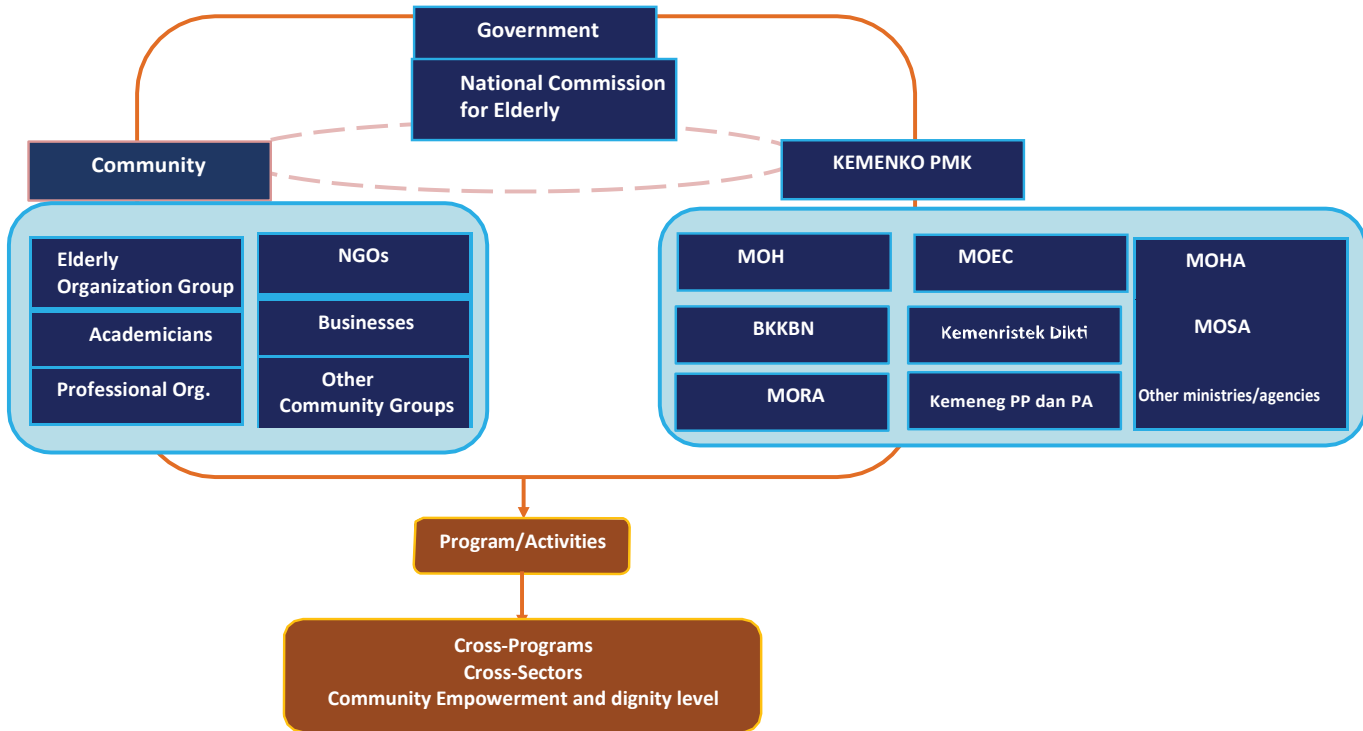 Government
National Commission
for Elderly
Community
KEMENKO PMK
Elderly
Organization Group
Academicians
Professional Org.
NGOs
Businesses
Other
Community Groups
MOH
BKKBN
MORA
MOEC
Kemenristek Dikti
Kemeneg PP dan PA
MOHA
MOSA
Other ministries/agencies
Program/Activities
Cross-Programs
Cross-Sectors
Community Empowerment and dignity level